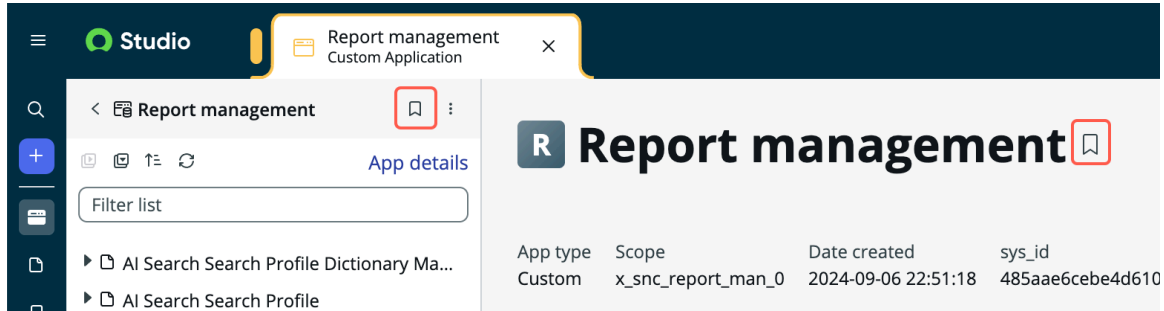 Studio
Report management
Custom Application
Report management
App details
Filter list
AI Search Search Profile Dictionary Ma...
AI Search Search Profile
R Report management
App type Scope Date created sys_id
Custom x_snc_report_man_0 2024-09-06 22:51:18 485aae6cebe4d610